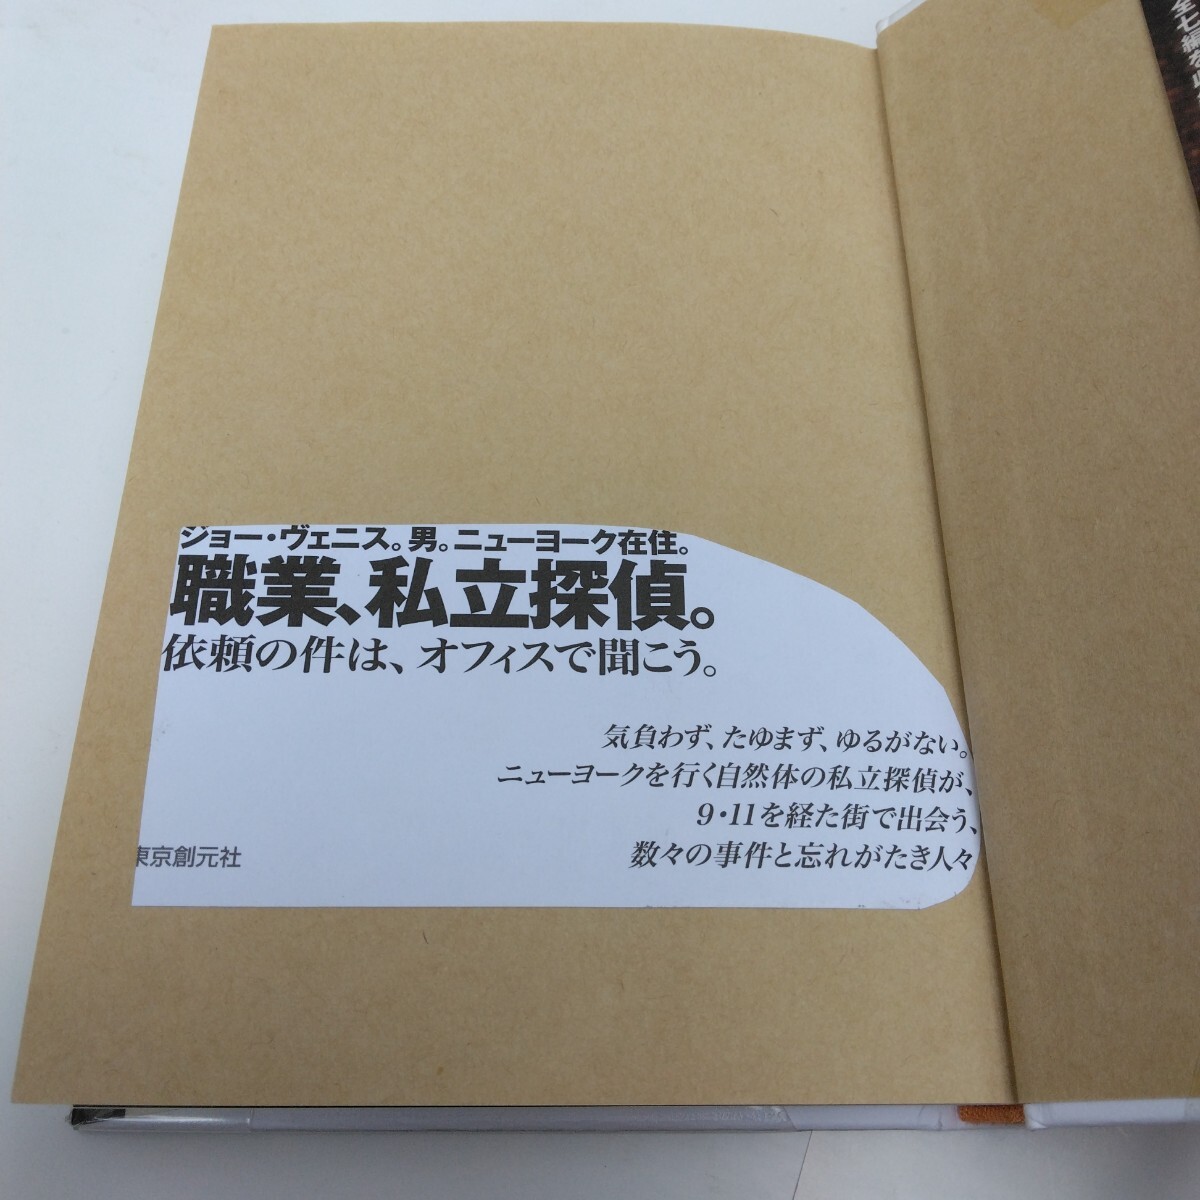 ジョー・ヴェニス。男。ニューヨーク在住。
職業、私立探偵。
依頼の件は、オフィスで聞こう。
気負わず、たゆまず、ゆるがない。
ニューヨークを行く自然体の私立探偵が、
9・11を経た街で出会う、
数々の事件と忘れがたき人々
東京創元社
全七編